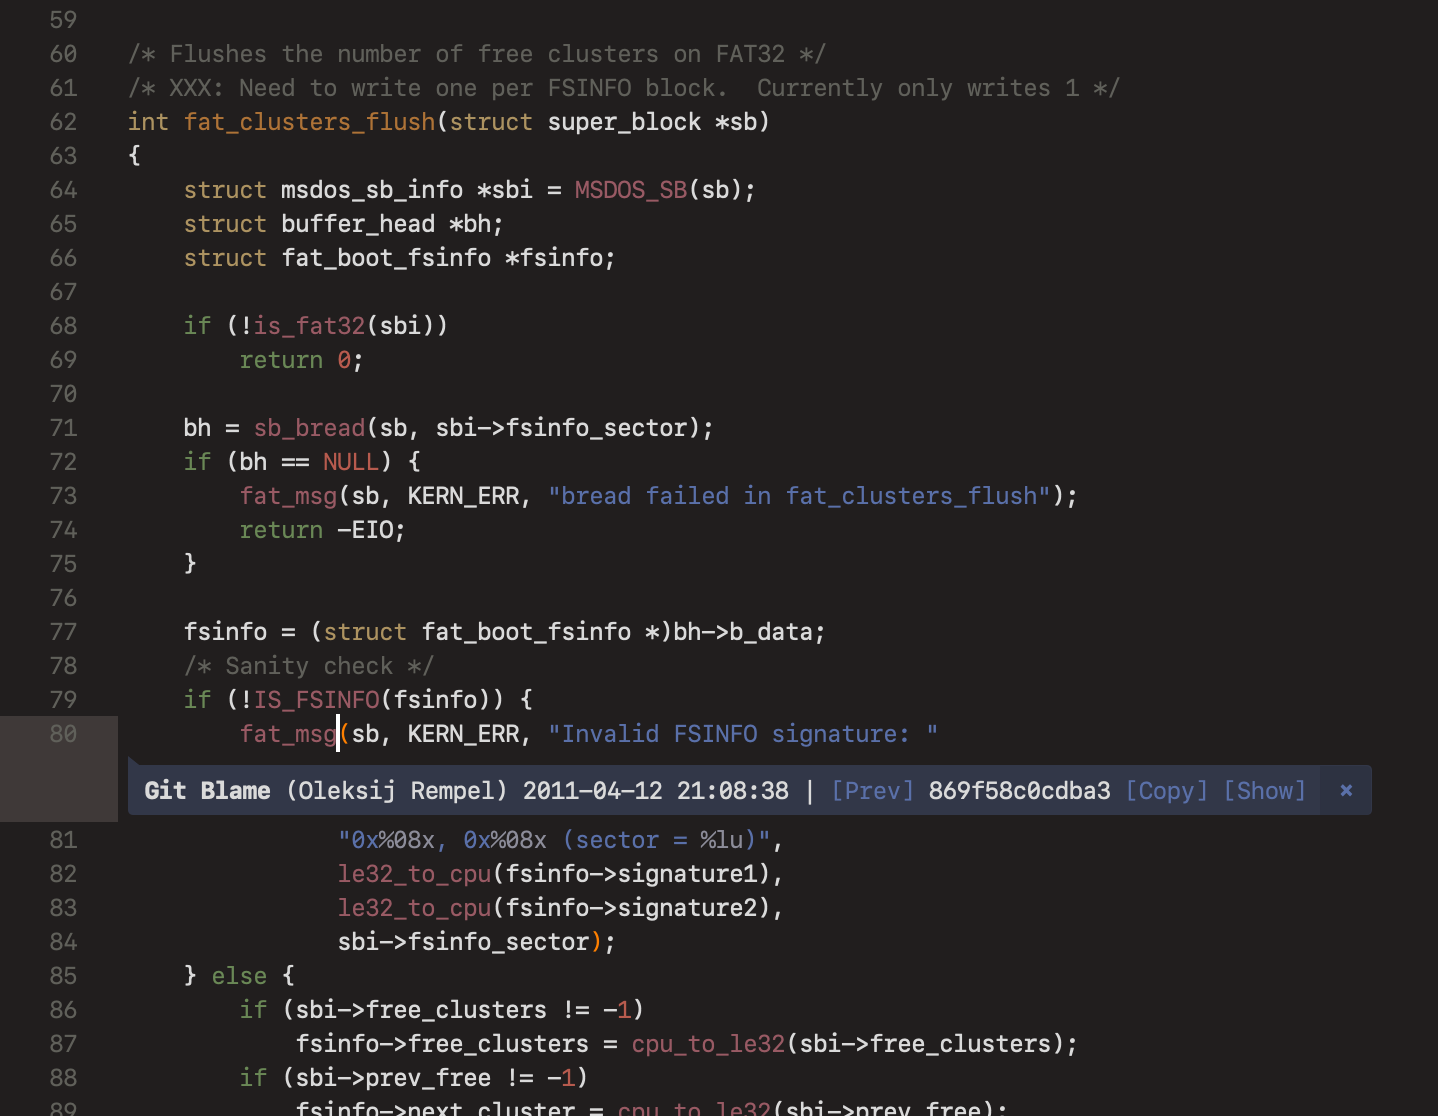 59
60 /* Flushes the number of free clusters on FAT32 */
61 /* XXX: Need to write one per FSINFO block.  Currently only writes 1 */
62 int fat_clusters_flush(struct super_block *sb)
63 {
64     struct msdos_sb_info *sbi = MSDOS_SB(sb);
65     struct buffer_head *bh;
66     struct fat_boot_fsinfo *fsinfo;
67
68     if (!is_fat32(sbi))
69         return 0;
70
71     bh = sb_bread(sb, sbi->fsinfo_sector);
72     if (bh == NULL) {
73         fat_msg(sb, KERN_ERR, "bread failed in fat_clusters_flush");
74         return -EIO;
75     }
76
77     fsinfo = (struct fat_boot_fsinfo *)bh->b_data;
78     /* Sanity check */
79     if (!IS_FSINFO(fsinfo)) {
80         fat_msg(sb, KERN_ERR, "Invalid FSINFO signature: "
Git Blame (Oleksij Rempel) 2011-04-12 21:08:38 | [Prev] 869f58c0cdba3 [Copy] [Show] ×
81                "0x%08x, 0x%08x (sector = %lu)",
82                le32_to_cpu(fsinfo->signature1),
83                le32_to_cpu(fsinfo->signature2),
84                sbi->fsinfo_sector);
85     } else {
86         if (sbi->free_clusters != -1)
87             fsinfo->free_clusters = cpu_to_le32(sbi->free_clusters);
88         if (sbi->prev_free != -1)
89             fsinfo->next_cluster = cpu_to_le32(sbi->prev_free);